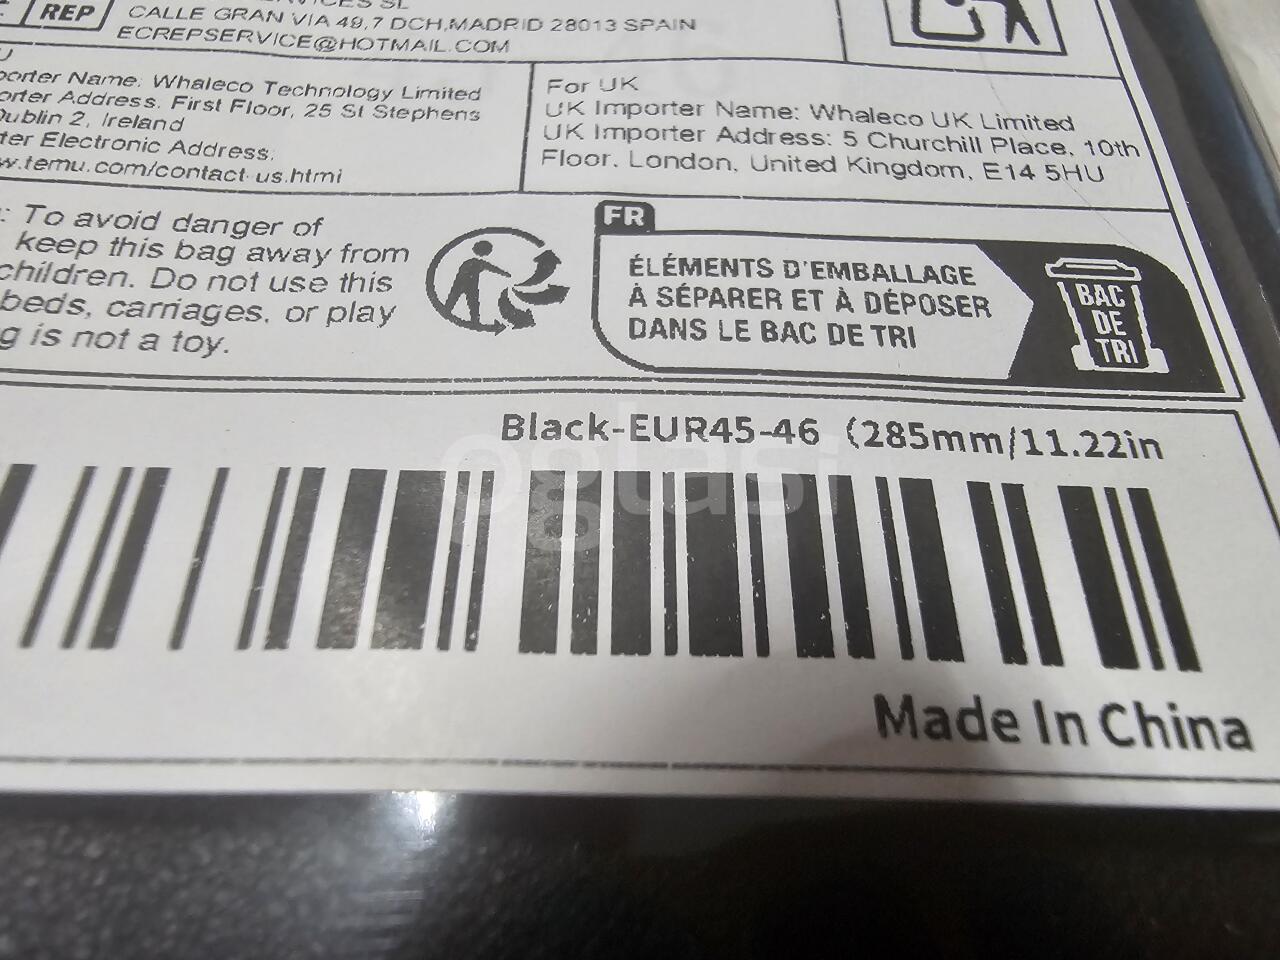 REP
CALLE GRAN VIA 49,7 DCH,MADRID 28013 SPAIN
ECREPSERVICE@HOTMAIL.COM
porter Name: Whaleco Technology Limited
orter Address: First Floor, 25 St Stephens
Dublin 2, Ireland
ter Electronic Address:
w.temu.com/contact-us.html
For UK
UK Importer Name: Whaleco UK Limited
UK Importer Address: 5 Churchill Place, 10th
Floor, London, United Kingdom, E14 5HU
: To avoid danger of
keep this bag away from
children. Do not use this
beds, carriages, or play
g is not a toy.
FR
ÉLÉMENTS D'EMBALLAGE
À SÉPARER ET À DÉPOSER
DANS LE BAC DE TRI
BAC
DE
TRI
Black-EUR45-46 (285mm/11.22in
oglasi
Made In China